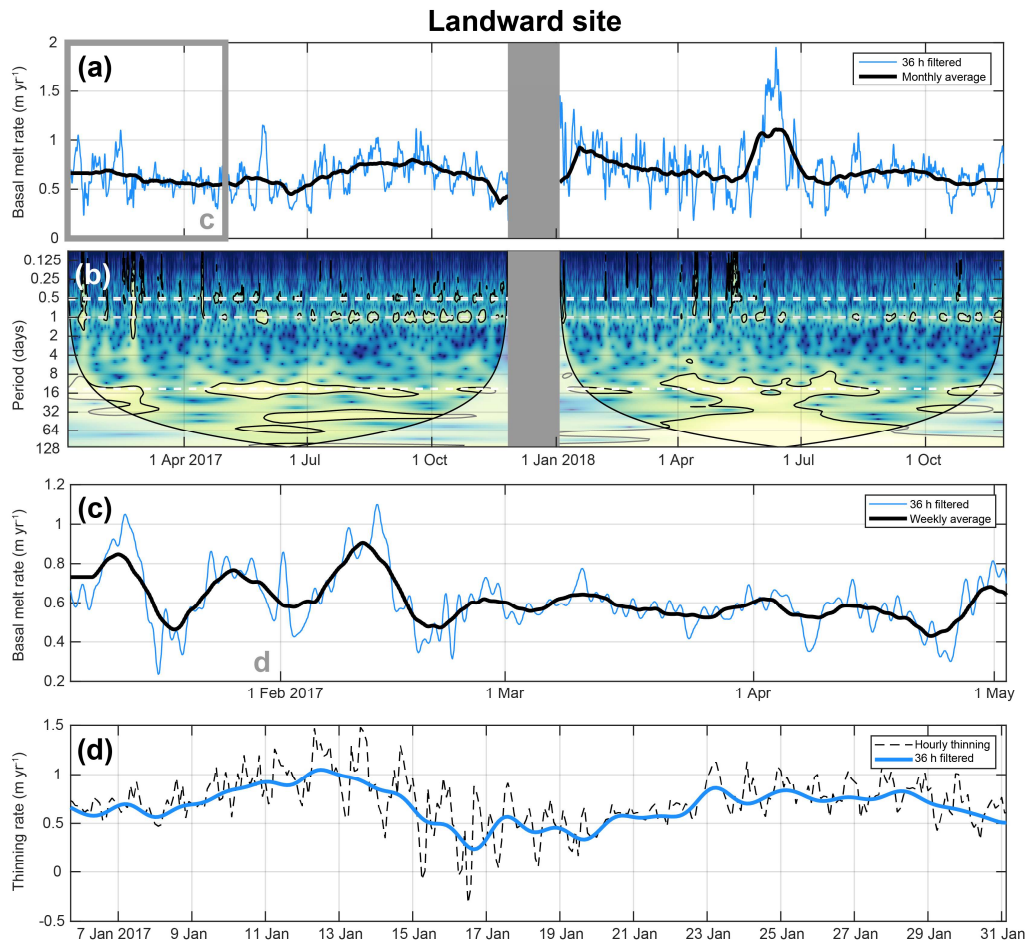 Landward site
(a)
Basal melt rate (m yr⁻¹)
2
1.5
1
0.5
0
36 h filtered
Monthly average
c
(b)
Period (days)
0.125
0.25
0.5
1
2
4
8
16
32
64
128
1 Apr 2017
1 Jul
1 Oct
1 Jan 2018
1 Apr
1 Jul
1 Oct
(c)
Basal melt rate (m yr⁻¹)
1.2
1
0.8
0.6
0.4
0.2
36 h filtered
Weekly average
d
1 Feb 2017
1 Mar
1 Apr
1 May
(d)
Thinning rate (m yr⁻¹)
1.5
1
0.5
0
-0.5
Hourly thinning
36 h filtered
7 Jan 2017
9 Jan
11 Jan
13 Jan
15 Jan
17 Jan
19 Jan
21 Jan
23 Jan
25 Jan
27 Jan
29 Jan
31 Jan